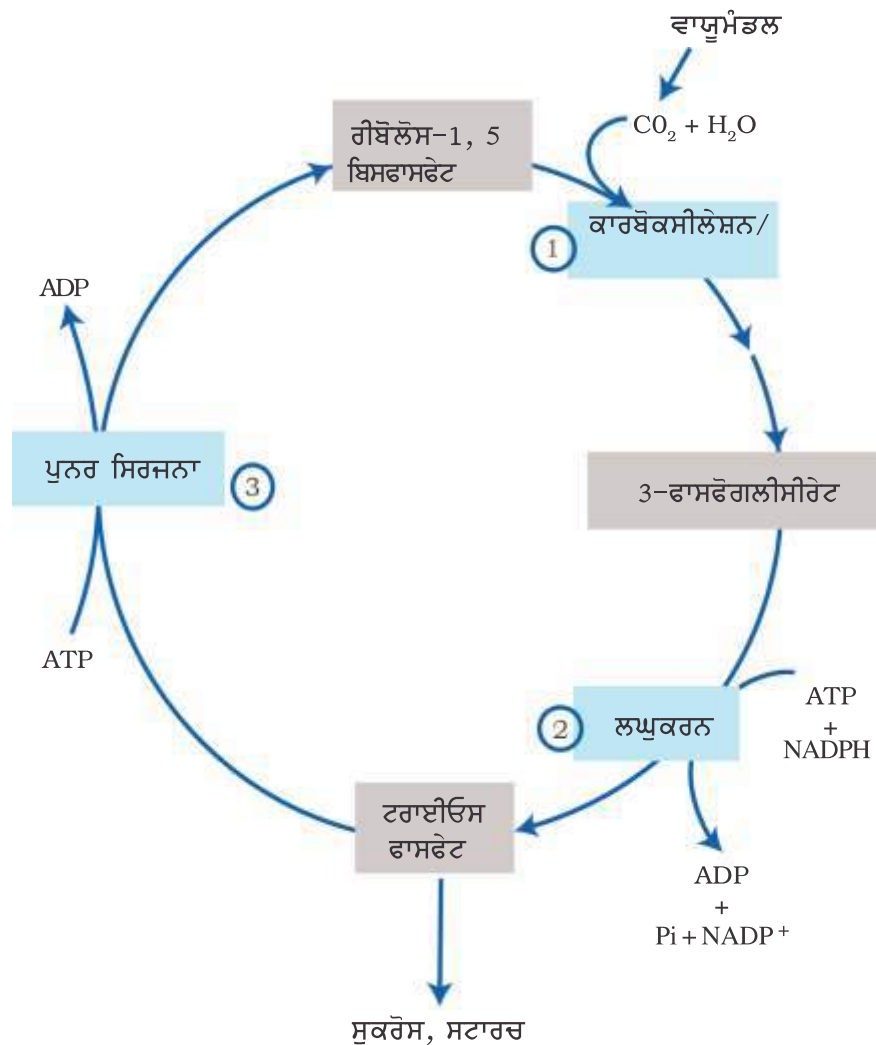 ਵਾਯੂਮੰਡਲ
C0₂ + H₂O
ਰੀਬੋਲੋਸ-1, 5
ਬਿਸਫਾਸਫੇਟ
ਕਾਰਬੋਕਸੀਲੇਸ਼ਨ/
1
ADP
ਪੁਨਰ ਸਿਰਜਨਾ
3
3-ਫਾਸਫੋਗਲੀਸੀਰੇਟ
ATP
ਲਘੁਕਰਨ
2
ATP
+
NADPH
ਟਰਾਈਓਸ
ਫਾਸਫੇਟ
ADP
+
Pi + NADP⁺
ਸੁਕਰੋਸ, ਸਟਾਰਚ